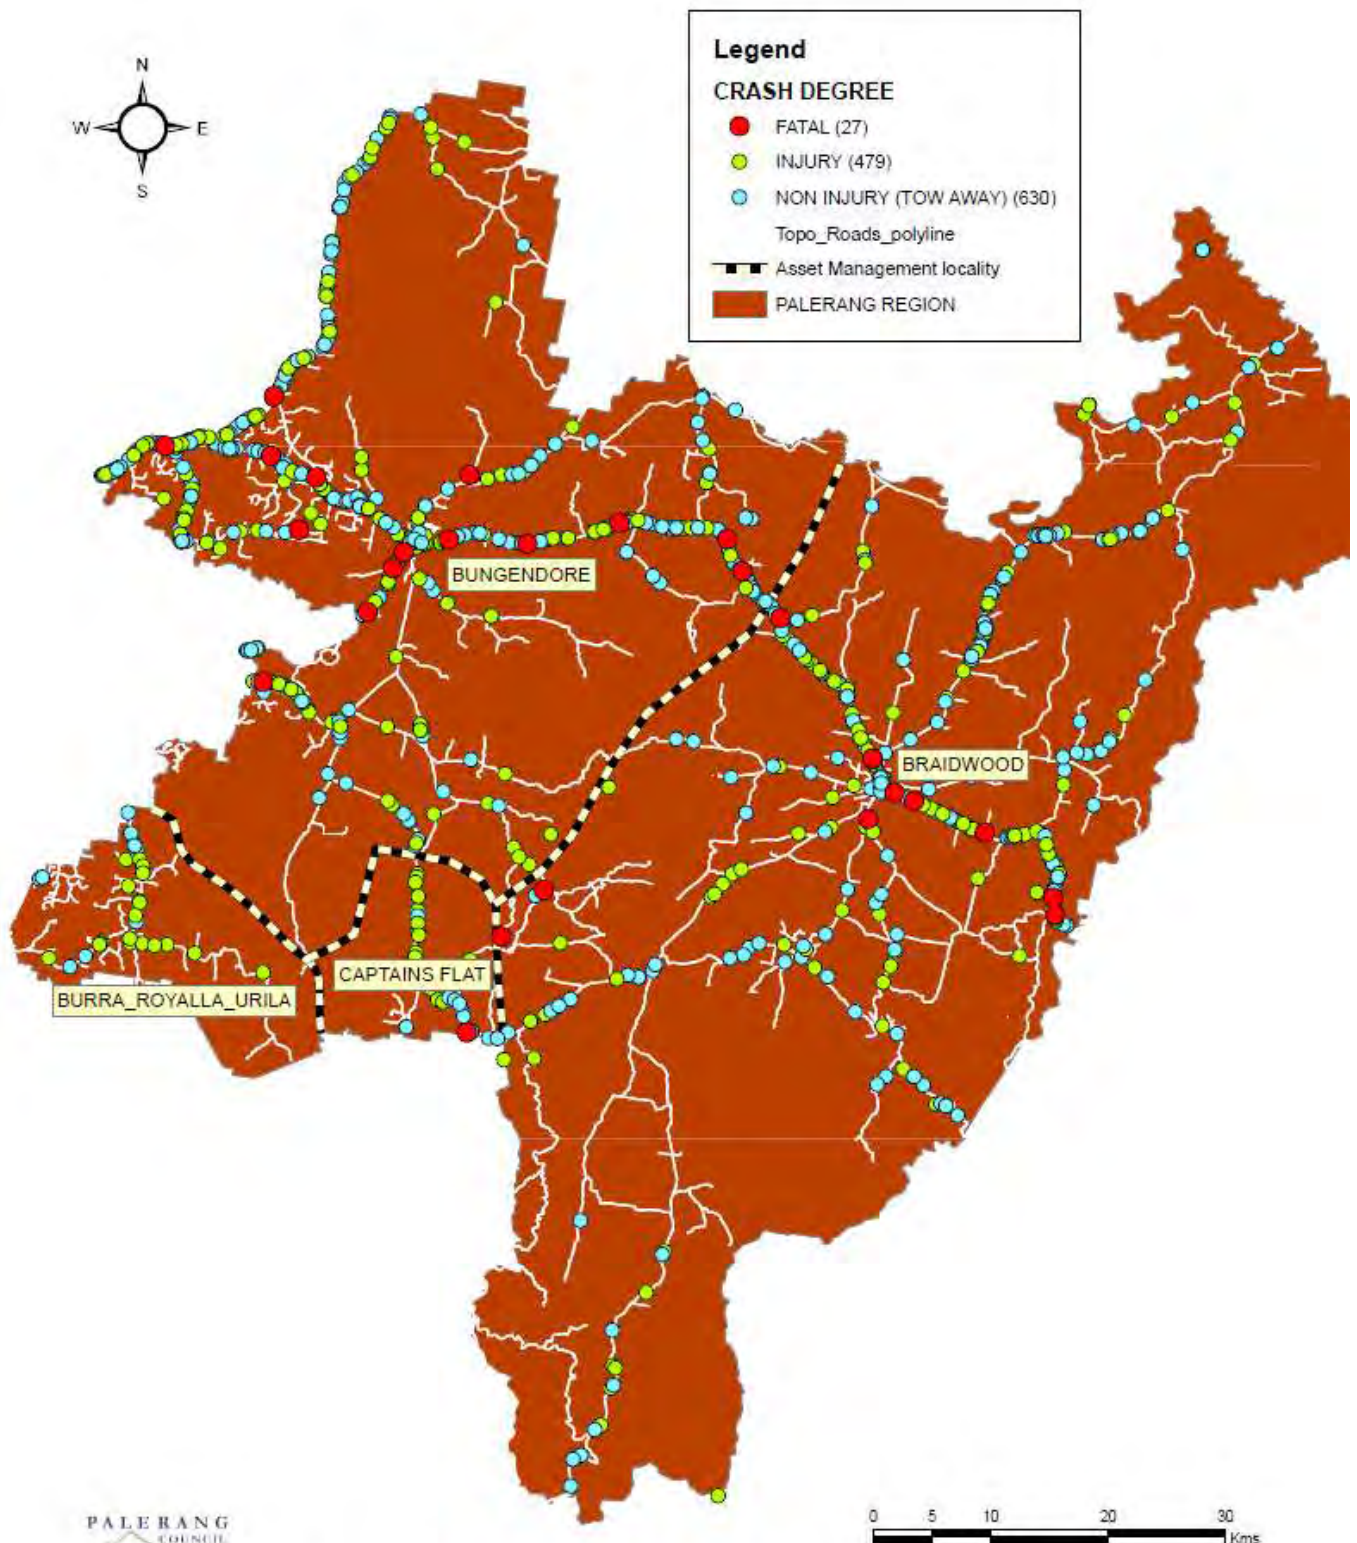 Legend
CRASH DEGREE
FATAL (27)
INJURY (479)
NON INJURY (TOW AWAY) (630)
Topo_Roads_polyline
Asset Management locality
PALERANG REGION
N
W
E
S
BUNGENDORE
BRAIDWOOD
CAPTAINS FLAT
BURRA_ROYALLA_URILA
PALERANG
COUNCIL
0 5 10 20 30
Kms